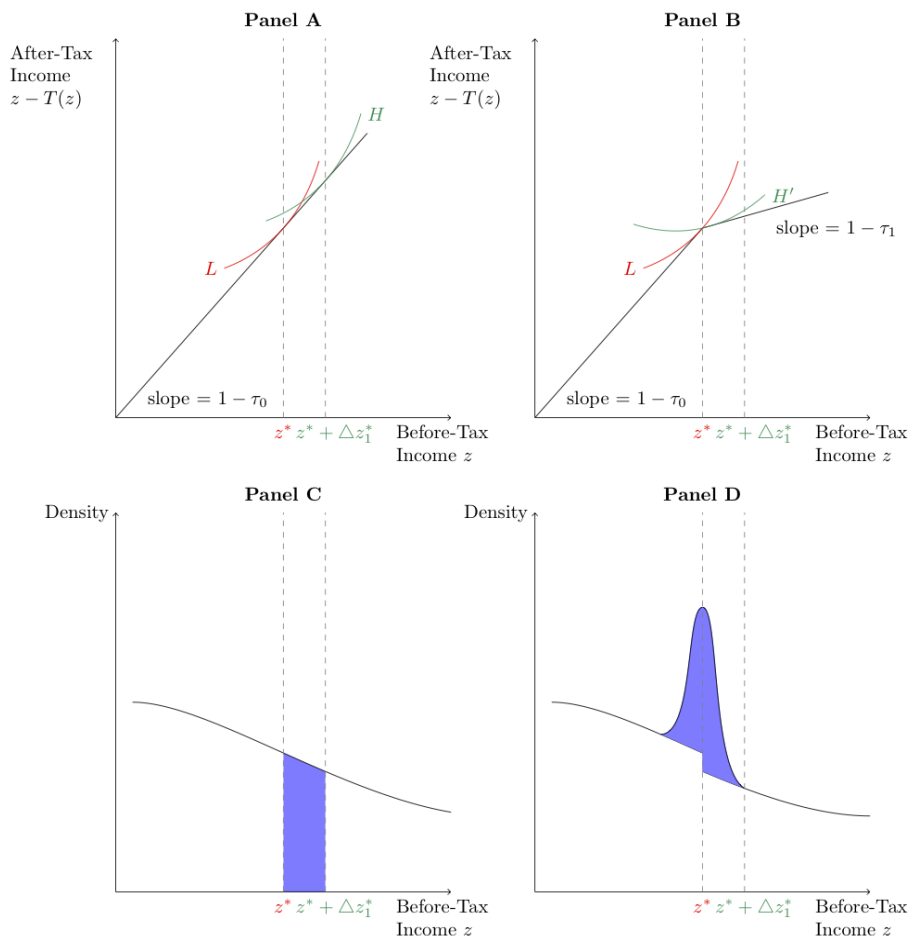 Panel A
After-Tax
Income
z − T(z)
H
L
slope = 1 − τ₀
z* z* + △z₁*
Before-Tax
Income z
Panel B
After-Tax
Income
z − T(z)
H′
slope = 1 − τ₁
L
slope = 1 − τ₀
z* z* + △z₁*
Before-Tax
Income z
Panel C
Density
z* z* + △z₁*
Before-Tax
Income z
Panel D
Density
z* z* + △z₁*
Before-Tax
Income z